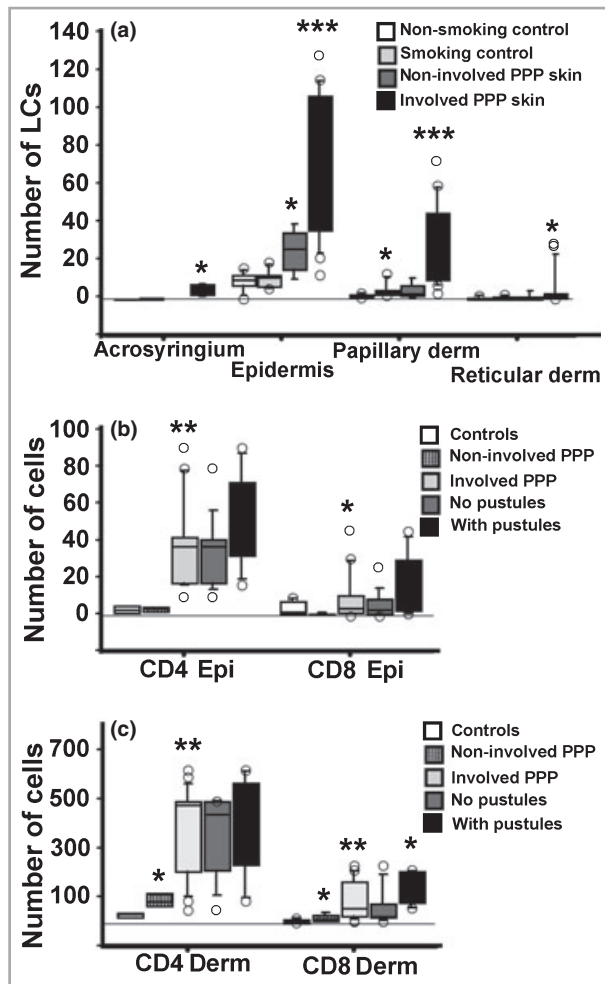 (a)
***
Non-smoking control
Smoking control
Non-involved PPP skin
Involved PPP skin
***
*
*
*
*
Number of LCs
140
120
100
80
60
40
20
0
Acrosyringium
Epidermis
Papillary derm
Reticular derm
(b)
**
*
Controls
Non-involved PPP
Involved PPP
No pustules
With pustules
Number of cells
100
80
60
40
20
0
CD4 Epi
CD8 Epi
(c)
**
*
**
*
*
Controls
Non-involved PPP
Involved PPP
No pustules
With pustules
Number of cells
700
500
300
100
CD4 Derm
CD8 Derm